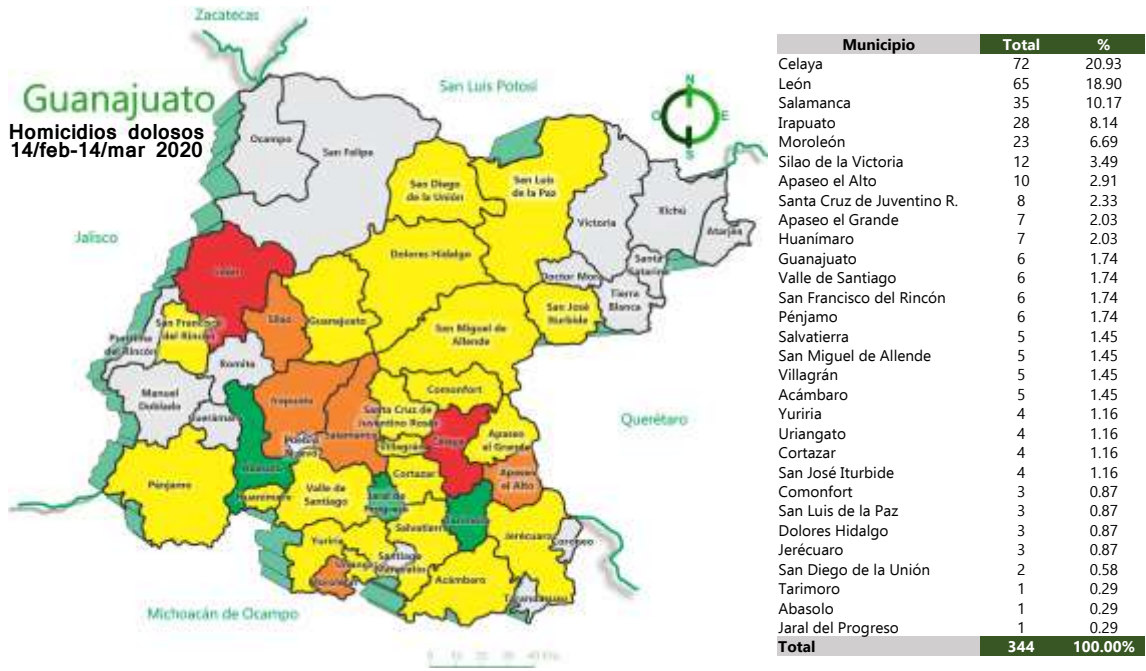 Zacatecas
San Luis Potosí
Guanajuato
Homicidios dolosos
14/feb-14/mar 2020
N
O
E
S
Ocampo
San Felipe
San Diego
de la Unión
San Luis
de la Paz
Victoria
Xichú
Atarjea
Jalisco
Dolores Hidalgo
Santa
Catarina
Doctor Mora
Tierra
Blanca
León
Silao
Guanajuato
San Miguel de
Allende
San José
Iturbide
San Francisco
del Rincón
Purísima
del Rincón
Romita
Manuel
Doblado
Cuerámaro
Irapuato
Salamanca
Comonfort
Santa Cruz de
Juventino Rosas
Celaya
Apaseo
el Grande
Querétaro
Pueblo
Nuevo
Villagrán
Abasolo
Pénjamo
Huanímaro
Valle de
Santiago
Cortazar
Jaral de
Progreso
Apaseo
el Alto
Tarimoro
Salvatierra
Jerécuaro
Coroneo
Yuriria
Uriangato
Moroleón
Santiago
Maravatío
Acámbaro
Tarandacuao
Michoacán de Ocampo
0 10 20 30 40 Km.
Municipio Total %
Celaya 72 20.93
León 65 18.90
Salamanca 35 10.17
Irapuato 28 8.14
Moroleón 23 6.69
Silao de la Victoria 12 3.49
Apaseo el Alto 10 2.91
Santa Cruz de Juventino R. 8 2.33
Apaseo el Grande 7 2.03
Huanímaro 7 2.03
Guanajuato 6 1.74
Valle de Santiago 6 1.74
San Francisco del Rincón 6 1.74
Pénjamo 6 1.74
Salvatierra 5 1.45
San Miguel de Allende 5 1.45
Villagrán 5 1.45
Acámbaro 5 1.45
Yuriria 4 1.16
Uriangato 4 1.16
Cortazar 4 1.16
San José Iturbide 4 1.16
Comonfort 3 0.87
San Luis de la Paz 3 0.87
Dolores Hidalgo 3 0.87
Jerécuaro 3 0.87
San Diego de la Unión 2 0.58
Tarimoro 1 0.29
Abasolo 1 0.29
Jaral del Progreso 1 0.29
Total 344 100.00%